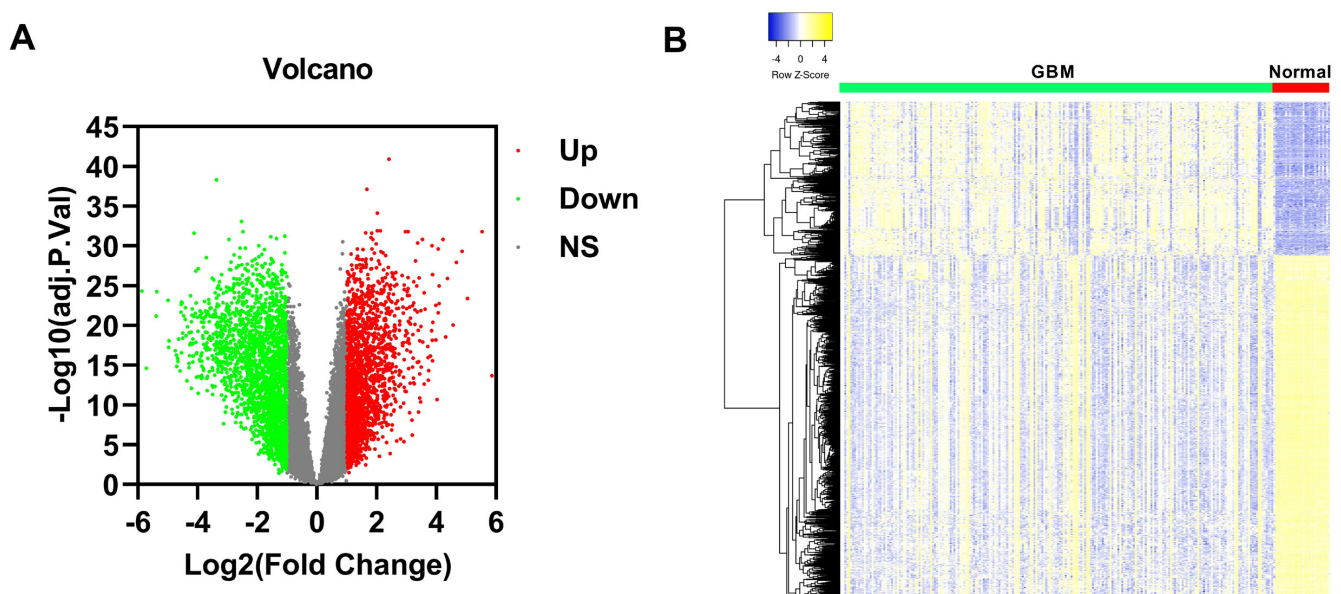 A
Volcano
45
40
35
30
25
20
15
10
5
0
-Log10(adj.P.Val)
-6 -4 -2 0 2 4 6
Log2(Fold Change)
Up
Down
NS
B
-4 0 4
Row Z-Score
GBM Normal